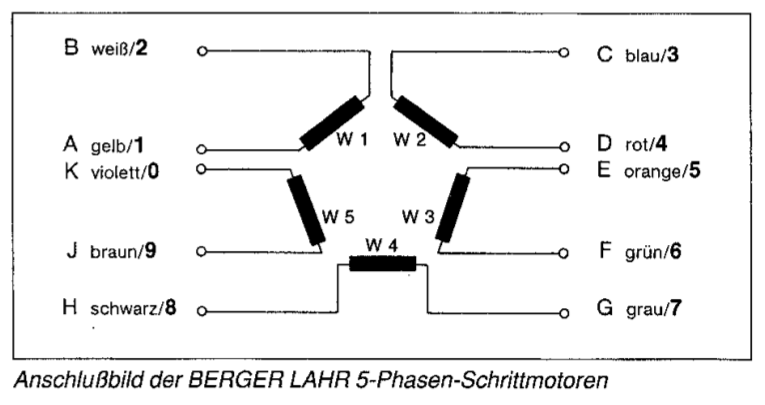 B weiß/2
C blau/3
W 1 W 2
A gelb/1
D rot/4
K violett/0
E orange/5
W 5 W 3
W 4
J braun/9
F grün/6
H schwarz/8
G grau/7
Anschlußbild der BERGER LAHR 5-Phasen-Schrittmotoren